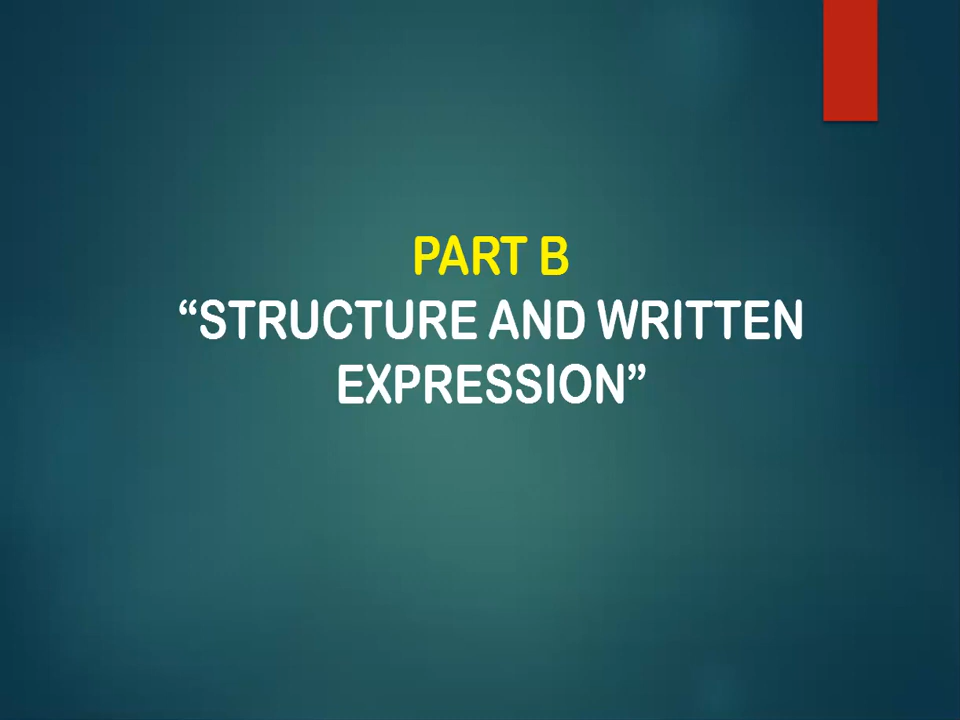 PART B
“STRUCTURE AND WRITTEN
EXPRESSION”